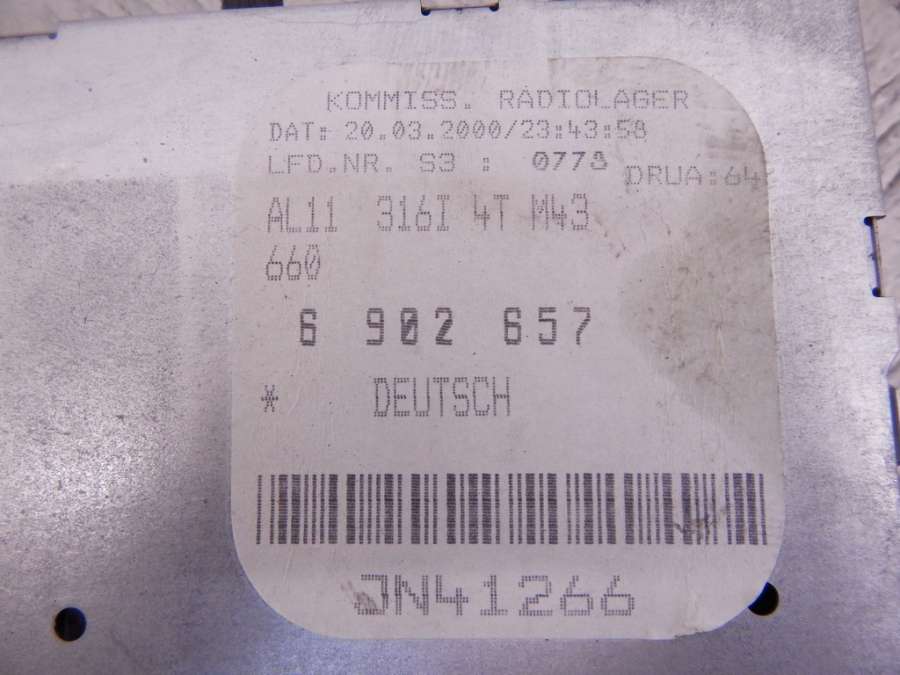 KOMMISS. RADIOLAGER
DAT: 20.03.2000/23:43:58
LFD.NR. S3 : 0778
DRUA:64
AL11 316I 4T M43
660
6 902 657
* DEUTSCH
JN41266